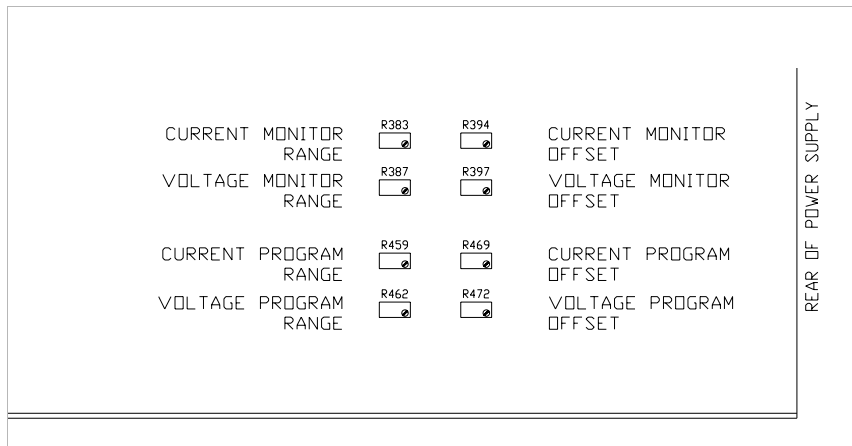 R383 R394
CURRENT MONITOR CURRENT MONITOR
RANGE OFFSET
R387 R397
VOLTAGE MONITOR VOLTAGE MONITOR
RANGE OFFSET
R459 R469
CURRENT PROGRAM CURRENT PROGRAM
RANGE OFFSET
R462 R472
VOLTAGE PROGRAM VOLTAGE PROGRAM
RANGE OFFSET
REAR OF POWER SUPPLY